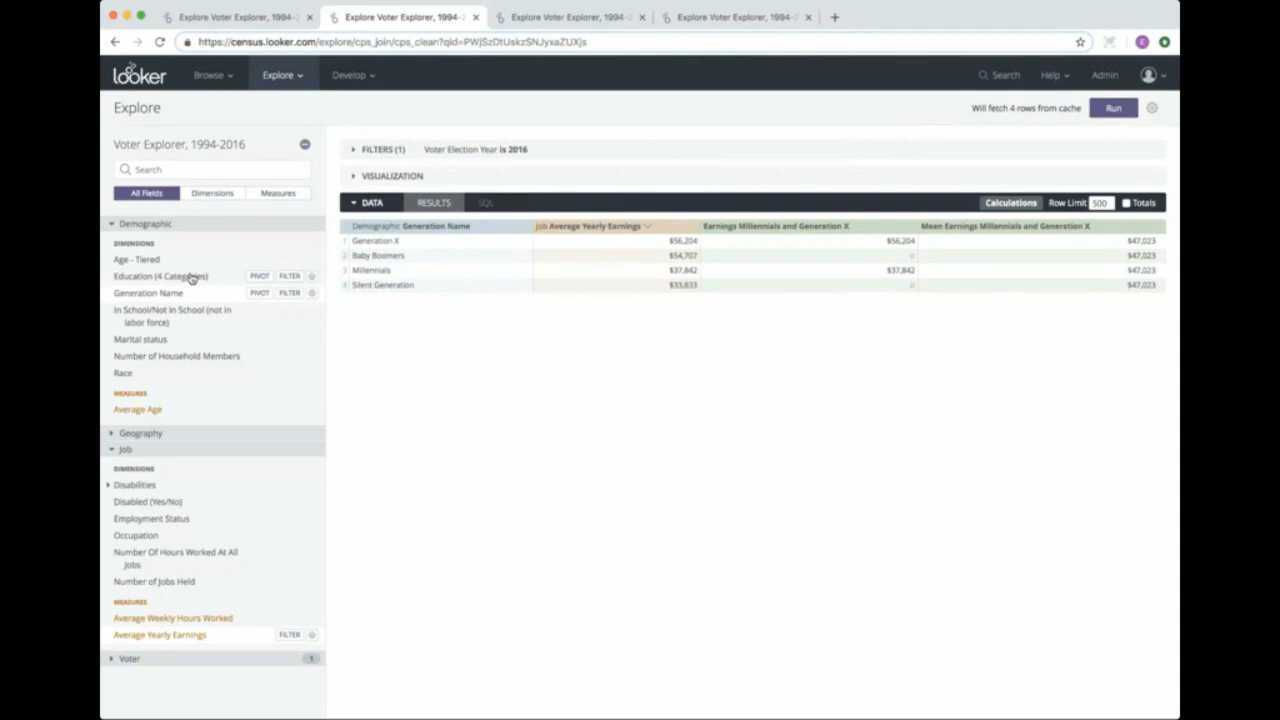 Explore Voter Explorer, 1994-
Explore Voter Explorer, 1994-
Explore Voter Explorer, 1994-
Explore Voter Explorer, 1994-
https://census.looker.com/explore/cps_join/cps_clean?qid=PWjSzDtUskzSNJyxaZUXjs
E
looker
Browse
Explore
Develop
Search
Help
Admin
Explore
Will fetch 4 rows from cache
Run
Voter Explorer, 1994-2016
Search
All Fields
Dimensions
Measures
Demographic
DIMENSIONS
Age - Tiered
Education (4 Categories)
PIVOT
FILTER
Generation Name
PIVOT
FILTER
In School/Not in School (not in
labor force)
Marital status
Number of Household Members
Race
MEASURES
Average Age
Geography
Job
DIMENSIONS
Disabilities
Disabled (Yes/No)
Employment Status
Occupation
Number Of Hours Worked At All
Jobs
Number of Jobs Held
MEASURES
Average Weekly Hours Worked
Average Yearly Earnings
FILTER
Voter
1
FILTERS (1)
Voter Election Year is 2016
VISUALIZATION
DATA
RESULTS
SQL
Calculations
Row Limit
500
Totals
Demographic Generation Name
Job Average Yearly Earnings
Earnings Millennials and Generation X
Mean Earnings Millennials and Generation X
1 Generation X $56,204 $56,204 $47,023
2 Baby Boomers $54,707 ø $47,023
3 Millennials $37,842 $37,842 $47,023
4 Silent Generation $33,833 ø $47,023